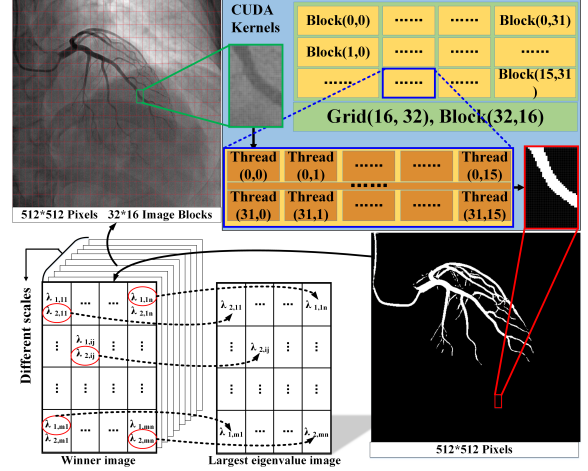 CUDA
Kernels
Block(0,0)
......
......
Block(0,31)
Block(1,0)
......
......
......
......
......
......
Block(15,31
)
Grid(16, 32), Block(32,16)
Thread
(0,0)
Thread
(0,1)
......
......
Thread
(0,15)
......
Thread
(31,0)
Thread
(31,1)
......
......
Thread
(31,15)
512*512 Pixels
32*16 Image Blocks
Different scales
λ 1,11
λ 2,11
...
...
λ 1,1n
λ 2,1n
λ 1,ij
λ 2,ij
λ 1,m1
λ 2,m1
...
...
λ 1,mn
λ 2,mn
Winner image
λ 2,11
...
...
λ 1,1n
λ 2,ij
λ 1,m1
...
...
λ 2,mn
Largest eigenvalue image
512*512 Pixels